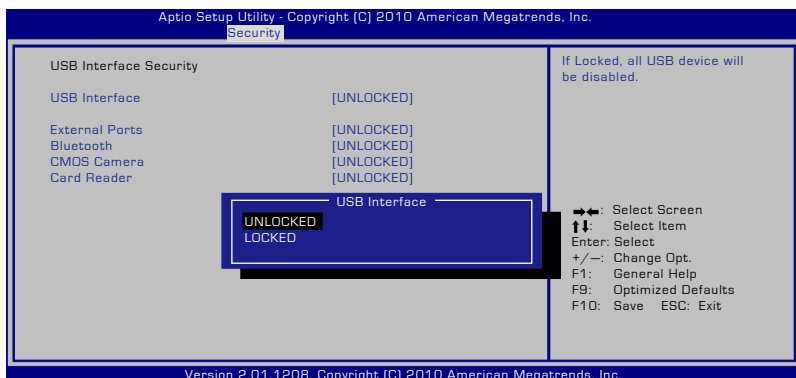 Aptio Setup Utility - Copyright (C) 2010 American Megatrends, Inc.
Security
USB Interface Security
USB Interface [UNLOCKED]
External Ports [UNLOCKED]
Bluetooth [UNLOCKED]
CMOS Camera [UNLOCKED]
Card Reader [UNLOCKED]
USB Interface
UNLOCKED
LOCKED
If Locked, all USB device will
be disabled.
→←: Select Screen
↑↓: Select Item
Enter: Select
+/—: Change Opt.
F1: General Help
F9: Optimized Defaults
F10: Save ESC: Exit
Version 2.01.1208. Copyright (C) 2010 American Megatrends, Inc.